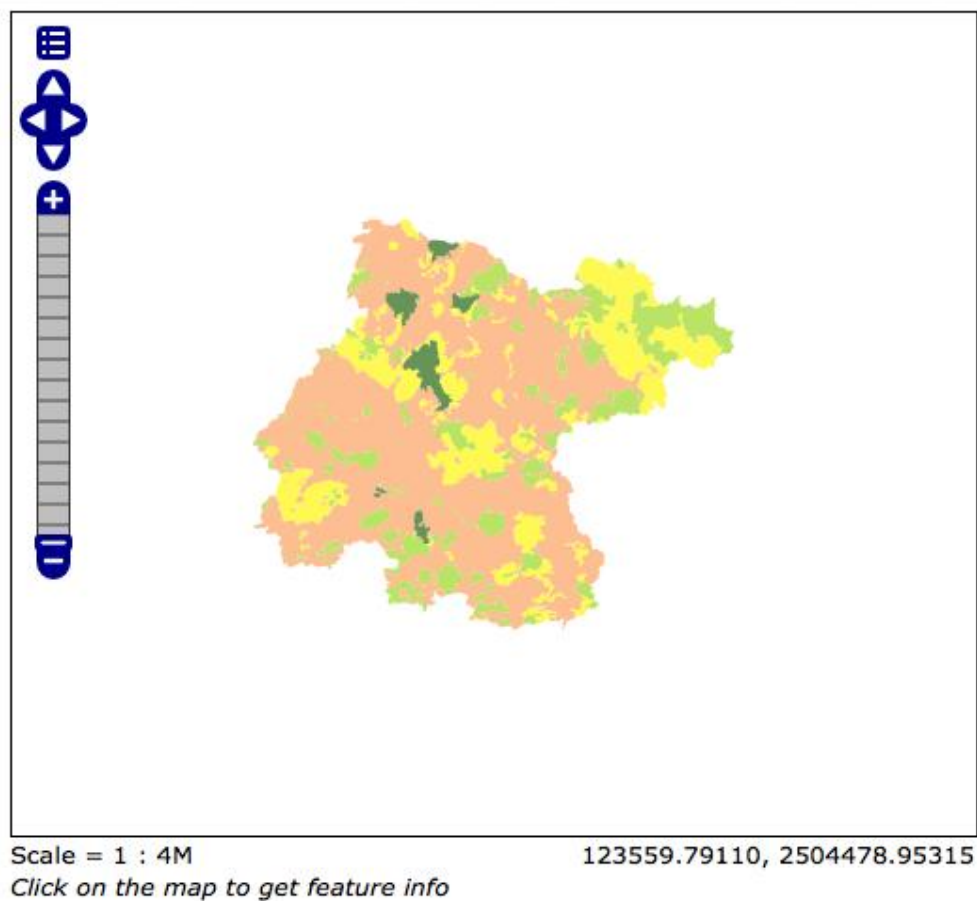 Scale = 1 : 4M
123559.79110, 2504478.95315
Click on the map to get feature info